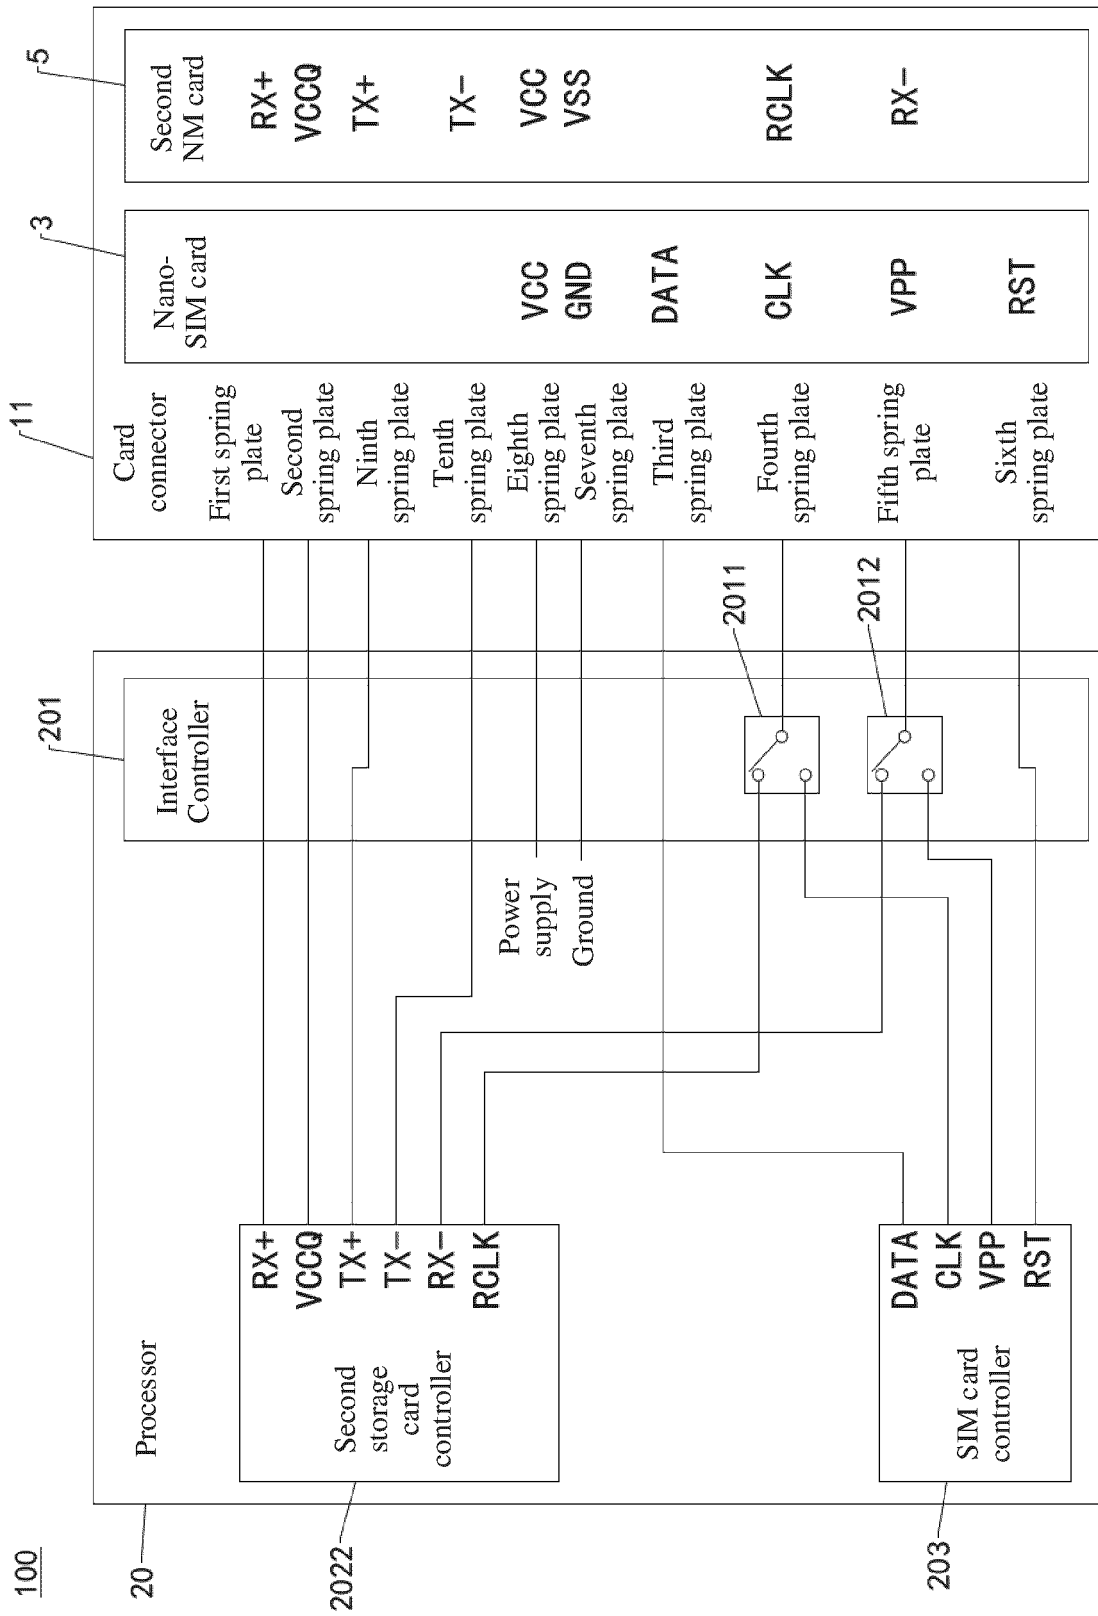 100
20
Processor
2022
Second
storage
card
controller
RX+
VCCQ
TX+
TX-
RX-
RCLK
203
SIM card
controller
DATA
CLK
VPP
RST
201
Interface
Controller
Power
supply
Ground
2011
2012
11
Card
connector
First spring
plate
Second
spring plate
Ninth
spring plate
Tenth
spring plate
Eighth
spring plate
Seventh
spring plate
Third
spring plate
Fourth
spring plate
Fifth spring
plate
Sixth
spring plate
3
Nano-
SIM card
VCC
GND
DATA
CLK
VPP
RST
5
Second
NM card
RX+
VCCQ
TX+
TX-
VCC
VSS
RCLK
RX-